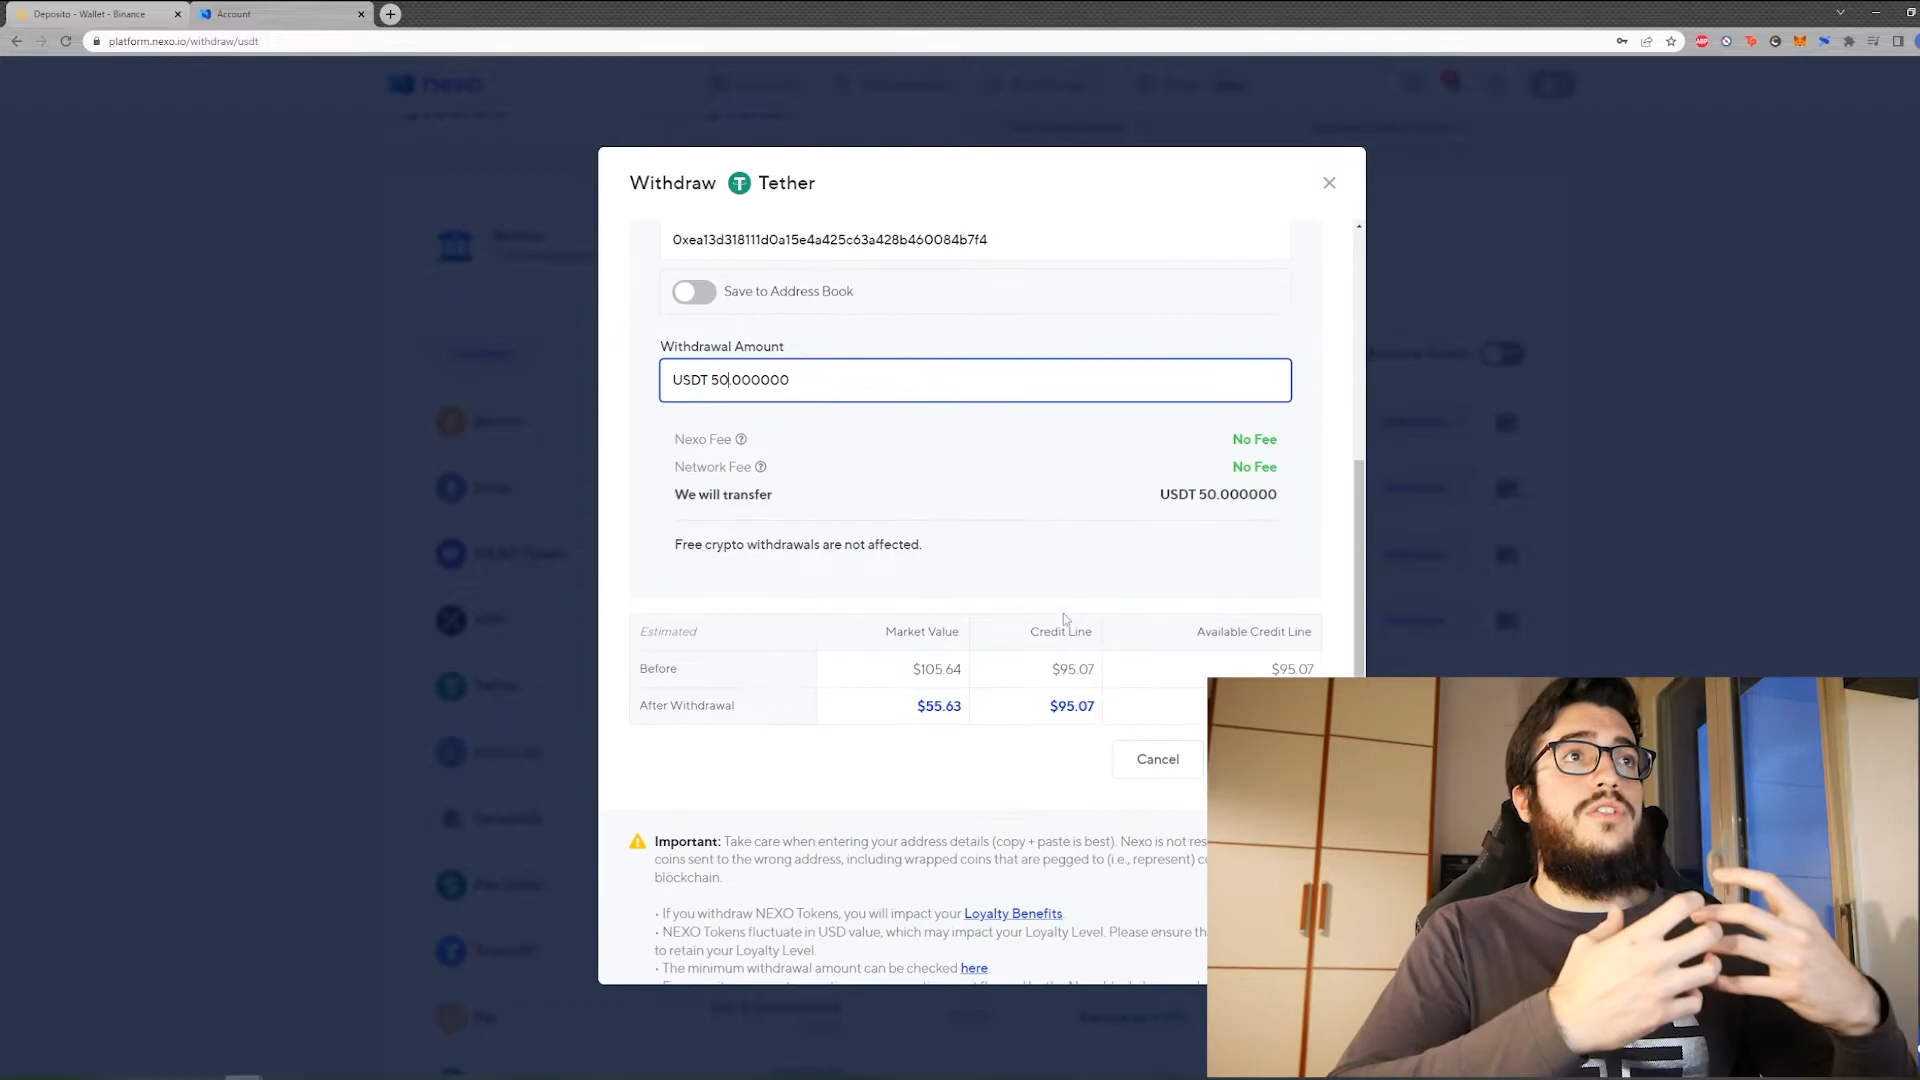 Deposito - Wallet - Binance
Account
platform.nexo.io/withdraw/usdt
nexo
Withdraw Tether
0xea13d318111d0a15e4a425c63a428b460084b7f4
Save to Address Book
Withdrawal Amount
USDT 50.000000
Nexo Fee No Fee
Network Fee No Fee
We will transfer USDT 50.000000
Free crypto withdrawals are not affected.
Estimated Market Value Credit Line Available Credit Line
Before $105.64 $95.07 $95.07
After Withdrawal $55.63 $95.07
Cancel
Important: Take care when entering your address details (copy + paste is best). Nexo is not
coins sent to the wrong address, including wrapped coins that are pegged to (i.e., represent)
blockchain.
• If you withdraw NEXO Tokens, you will impact your Loyalty Benefits.
• NEXO Tokens fluctuate in USD value, which may impact your Loyalty Level. Please ensure
to retain your Loyalty Level.
• The minimum withdrawal amount can be checked here.